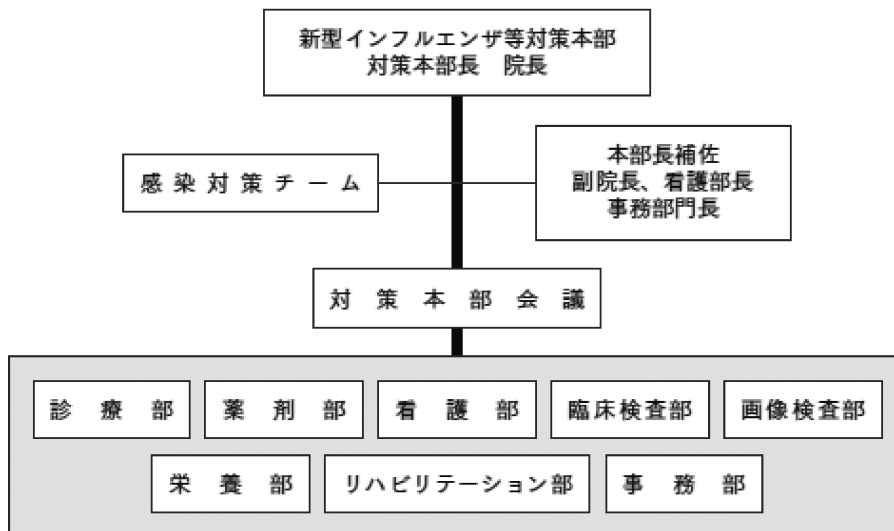 新型インフルエンザ等対策本部
対策本部長　院長
感染対策チーム
本部長補佐
副院長、看護部長
事務部門長
対策本部会議
診療部
薬剤部
看護部
臨床検査部
画像検査部
栄養部
リハビリテーション部
事務部